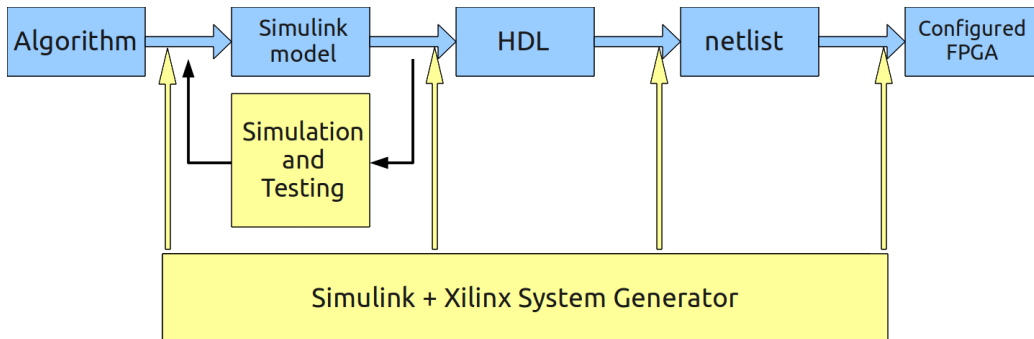 Algorithm
Simulink
model
HDL
netlist
Configured
FPGA
Simulation
and
Testing
Simulink + Xilinx System Generator